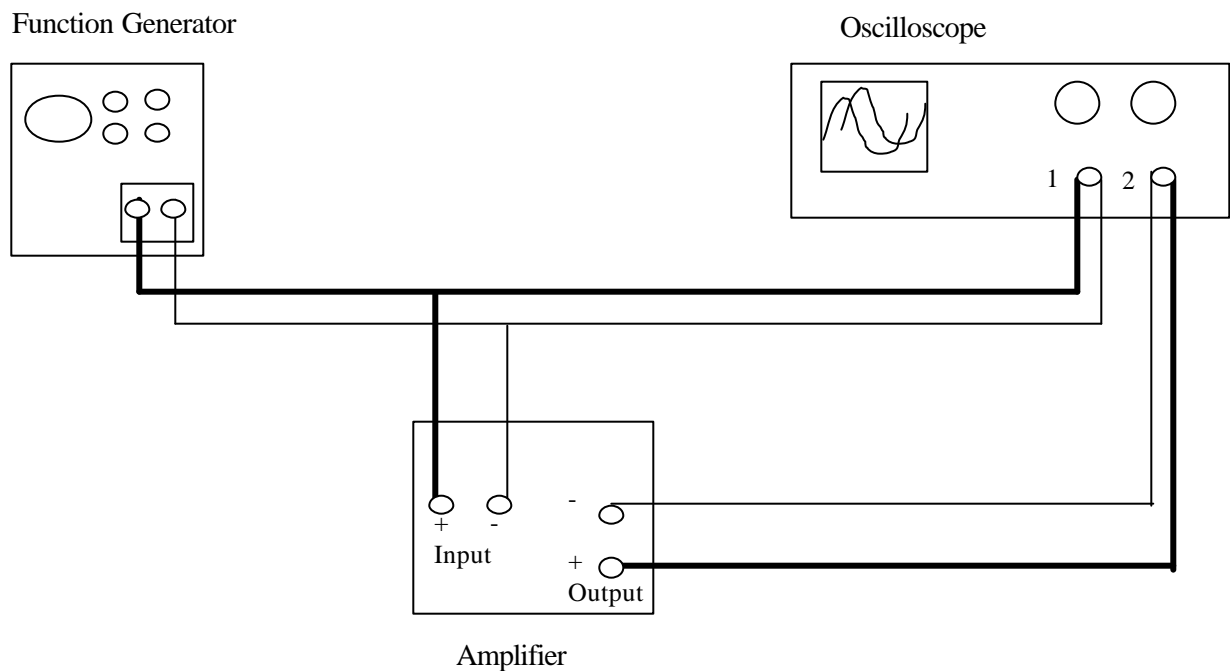 Function Generator
Oscilloscope
1
2
+
-
Input
-
+
Output
Amplifier